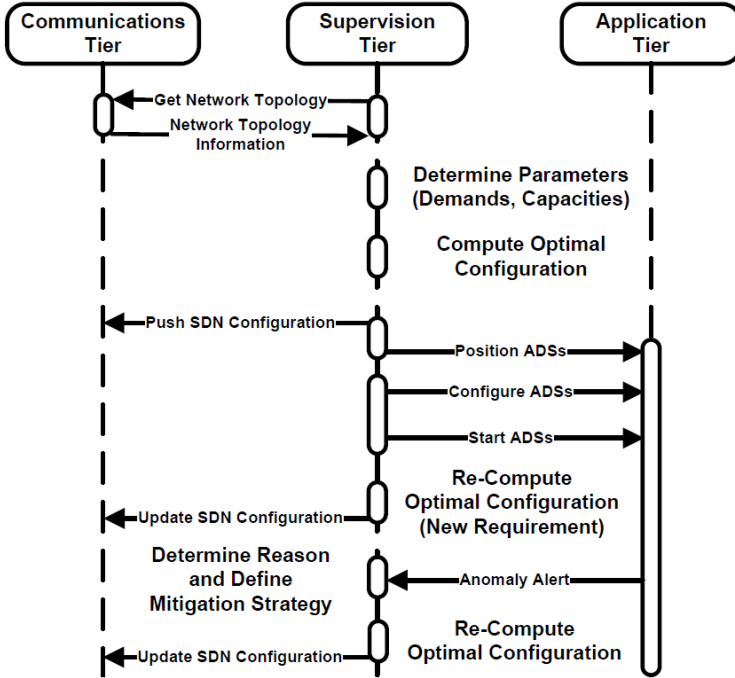 Communications
Tier
Supervision
Tier
Application
Tier
Get Network Topology
Network Topology
Information
Determine Parameters
(Demands, Capacities)
Compute Optimal
Configuration
Push SDN Configuration
Position ADSs
Configure ADSs
Start ADSs
Re-Compute
Optimal Configuration
(New Requirement)
Update SDN Configuration
Determine Reason
and Define
Mitigation Strategy
Anomaly Alert
Re-Compute
Optimal Configuration
Update SDN Configuration